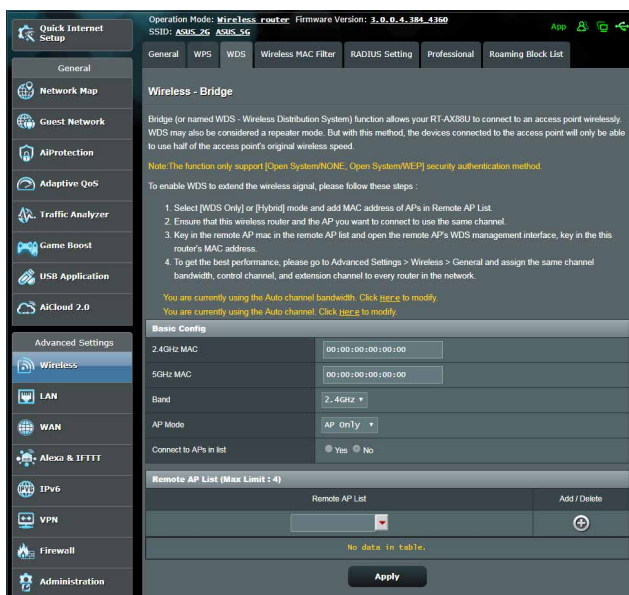 Quick Internet
Setup
General
Network Map
Guest Network
AiProtection
Adaptive QoS
Traffic Analyzer
Game Boost
USB Application
AiCloud 2.0
Advanced Settings
Wireless
LAN
WAN
Alexa & IFTTT
IPv6
VPN
Firewall
Administration
Operation Mode: Wireless router Firmware Version: 3.0.0.4.384_4360
SSID: ASUS_2G ASUS_5G
App
General WPS WDS Wireless MAC Filter RADIUS Setting Professional Roaming Block List
Wireless - Bridge
Bridge (or named WDS - Wireless Distribution System) function allows your RT-AX88U to connect to an access point wirelessly.
WDS may also be considered a repeater mode. But with this method, the devices connected to the access point will only be able
to use half of the access point's original wireless speed.
Note:The function only support [Open System/NONE, Open System/WEP] security authentication method.
To enable WDS to extend the wireless signal, please follow these steps :
1. Select [WDS Only] or [Hybrid] mode and add MAC address of APs in Remote AP List.
2. Ensure that this wireless router and the AP you want to connect to use the same channel.
3. Key in the remote AP mac in the remote AP list and open the remote AP's WDS management interface, key in the this
router's MAC address.
4. To get the best performance, please go to Advanced Settings > Wireless > General and assign the same channel
bandwidth, control channel, and extension channel to every router in the network.
You are currently using the Auto channel bandwidth. Click Here to modify.
You are currently using the Auto channel. Click Here to modify.
Basic Config
2.4GHz MAC 00:00:00:00:00:00
5GHz MAC 00:00:00:00:00:00
Band 2.4GHz
AP Mode AP Only
Connect to APs in list Yes No
Remote AP List (Max Limit : 4)
Remote AP List Add / Delete
No data in table.
Apply